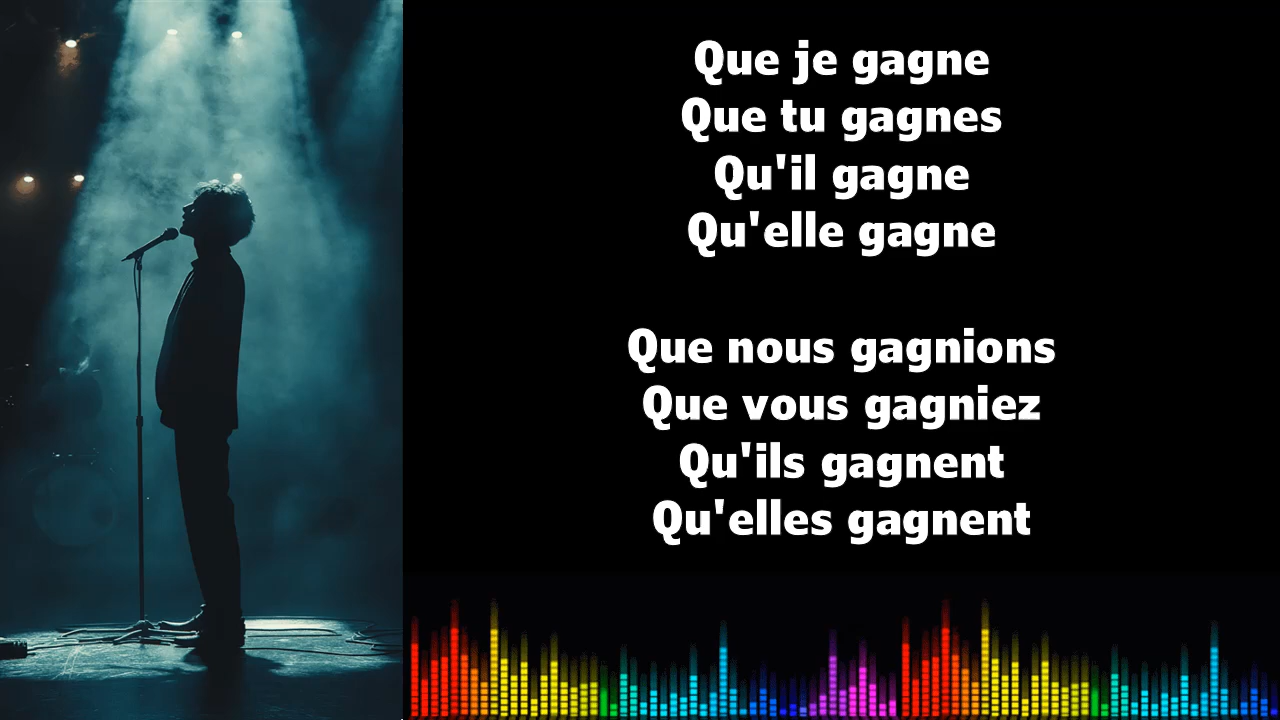 Que je gagne
Que tu gagnes
Qu'il gagne
Qu'elle gagne
Que nous gagnions
Que vous gagniez
Qu'ils gagnent
Qu'elles gagnent